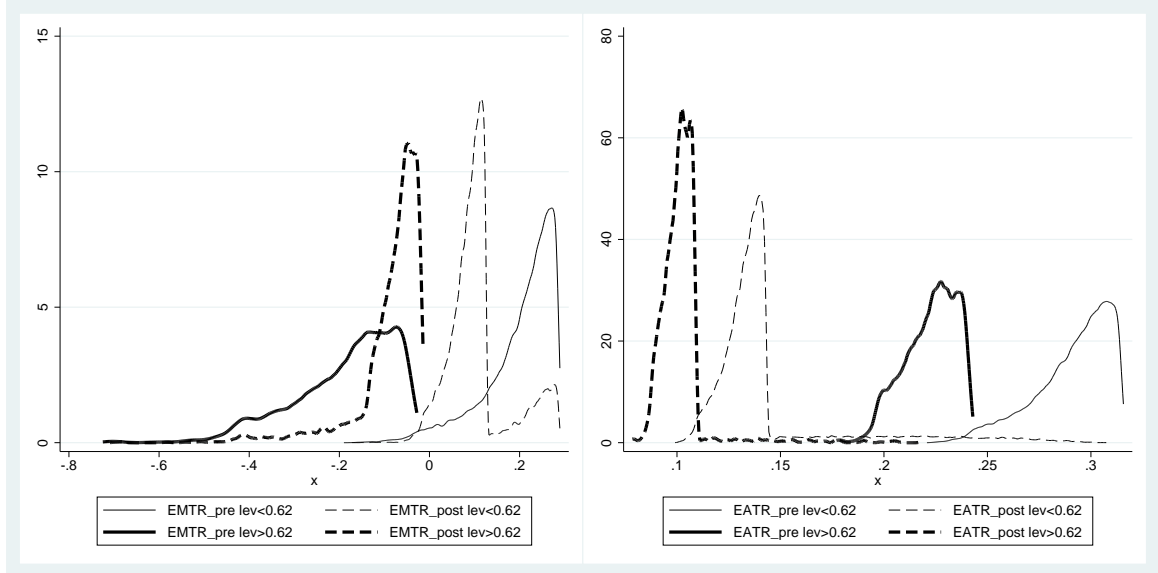 15
10
5
0
-.8 -.6 -.4 -.2 0 .2
x
EMTR_pre lev<0.62 EMTR_post lev<0.62
EMTR_pre lev>0.62 EMTR_post lev>0.62
80
60
40
20
0
.1 .15 .2 .25 .3
x
EATR_pre lev<0.62 EATR_post lev<0.62
EATR_pre lev>0.62 EATR_post lev>0.62